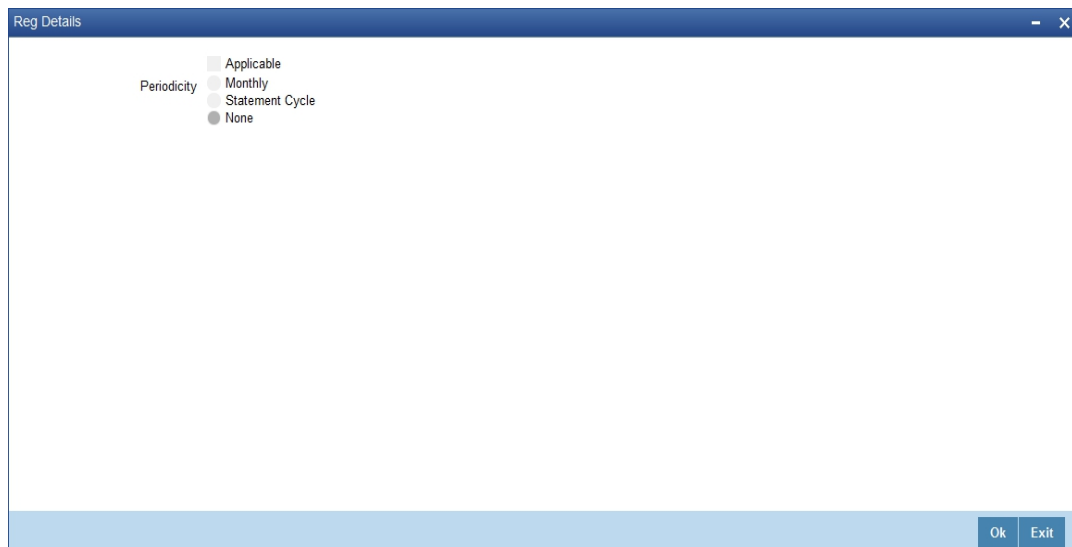 Reg Details
Applicable
Periodicity Monthly
Statement Cycle
None
Ok Exit